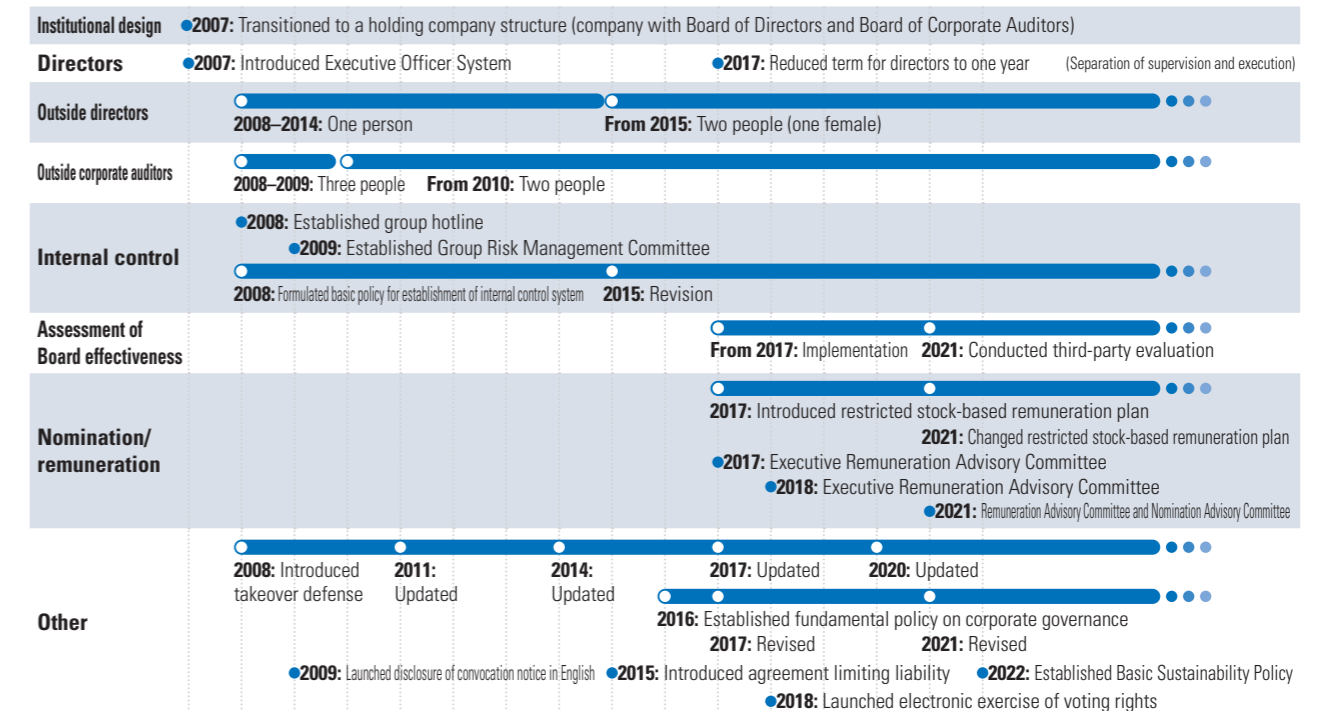 Institutional design
2007: Transitioned to a holding company structure (company with Board of Directors and Board of Corporate Auditors)
Directors
2007: Introduced Executive Officer System
2017: Reduced term for directors to one year
(Separation of supervision and execution)
Outside directors
2008–2014: One person
From 2015: Two people (one female)
Outside corporate auditors
2008–2009: Three people
From 2010: Two people
Internal control
2008: Established group hotline
2009: Established Group Risk Management Committee
2008: Formulated basic policy for establishment of internal control system
2015: Revision
Assessment of
Board effectiveness
From 2017: Implementation
2021: Conducted third-party evaluation
Nomination/
remuneration
2017: Introduced restricted stock-based remuneration plan
2021: Changed restricted stock-based remuneration plan
2017: Executive Remuneration Advisory Committee
2018: Executive Remuneration Advisory Committee
2021: Remuneration Advisory Committee and Nomination Advisory Committee
Other
2008: Introduced
takeover defense
2011:
Updated
2014:
Updated
2017: Updated
2020: Updated
2016: Established fundamental policy on corporate governance
2017: Revised
2021: Revised
2009: Launched disclosure of convocation notice in English
2015: Introduced agreement limiting liability
2022: Established Basic Sustainability Policy
2018: Launched electronic exercise of voting rights